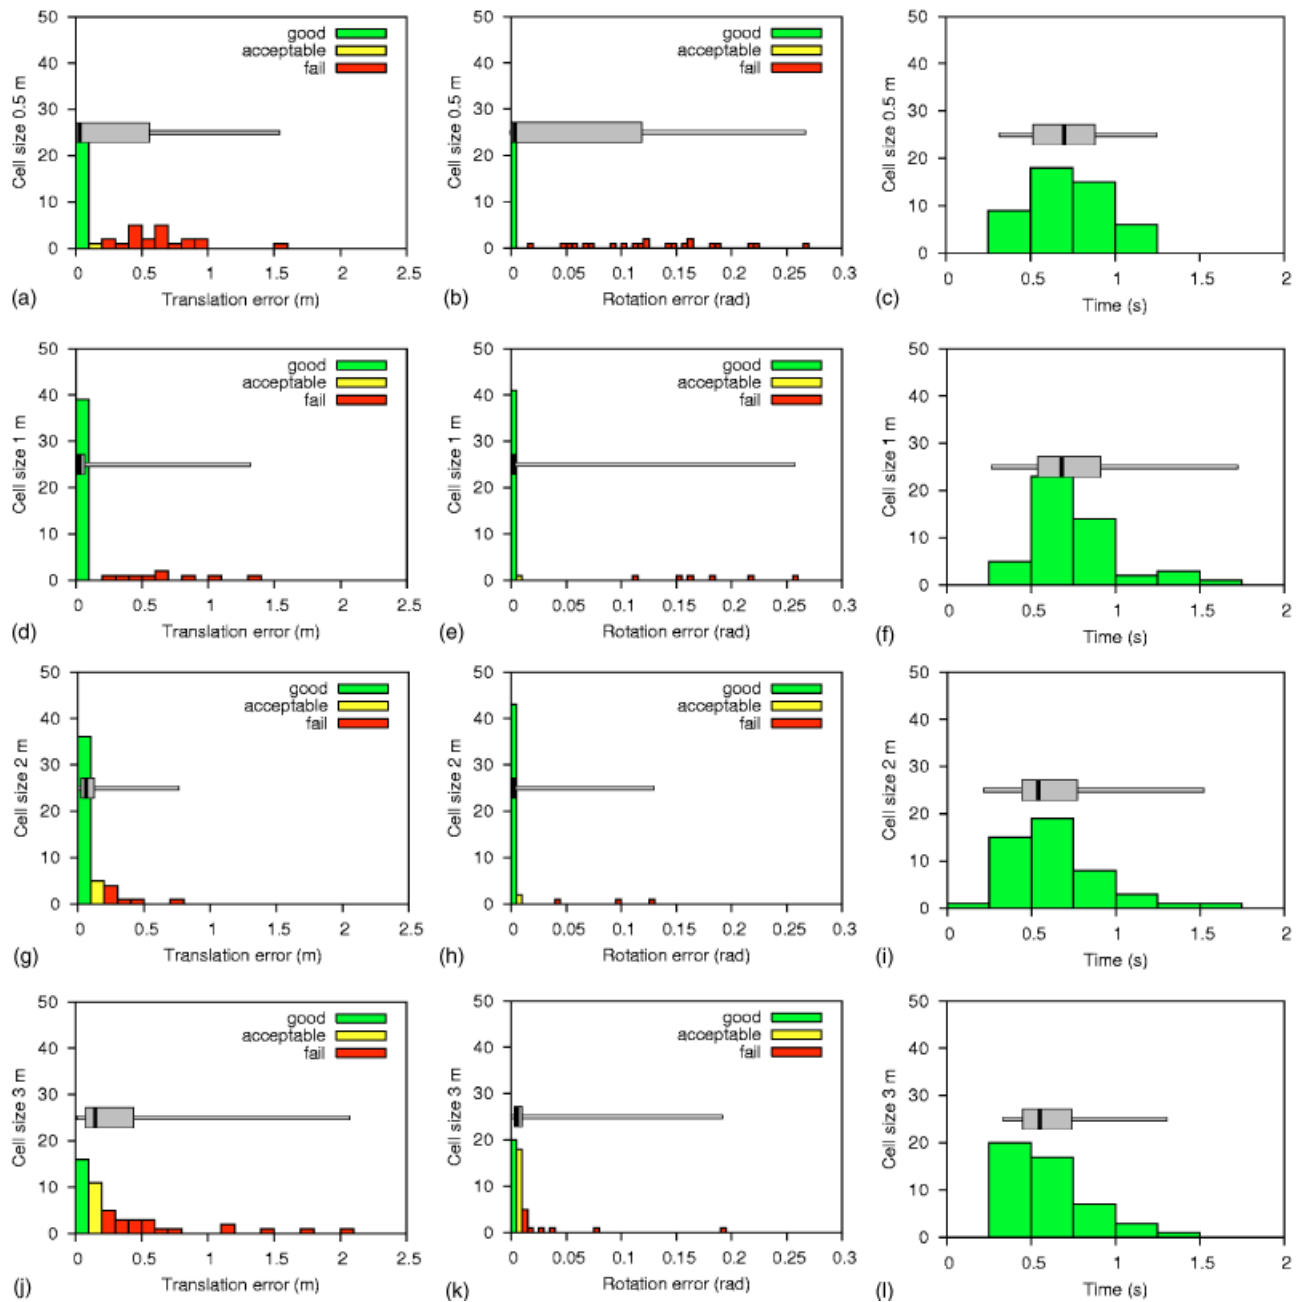 50
40
30
20
10
0
Cell size 0.5 m
good
acceptable
fail
0 0.5 1 1.5 2 2.5
(a) Translation error (m)
50
40
30
20
10
0
Cell size 0.5 m
good
acceptable
fail
0 0.05 0.1 0.15 0.2 0.25 0.3
(b) Rotation error (rad)
50
40
30
20
10
0
Cell size 0.5 m
0 0.5 1 1.5 2
(c) Time (s)
50
40
30
20
10
0
Cell size 1 m
good
acceptable
fail
0 0.5 1 1.5 2 2.5
(d) Translation error (m)
50
40
30
20
10
0
Cell size 1 m
good
acceptable
fail
0 0.05 0.1 0.15 0.2 0.25 0.3
(e) Rotation error (rad)
50
40
30
20
10
0
Cell size 1 m
0 0.5 1 1.5 2
(f) Time (s)
50
40
30
20
10
0
Cell size 2 m
good
acceptable
fail
0 0.5 1 1.5 2 2.5
(g) Translation error (m)
50
40
30
20
10
0
Cell size 2 m
good
acceptable
fail
0 0.05 0.1 0.15 0.2 0.25 0.3
(h) Rotation error (rad)
50
40
30
20
10
0
Cell size 2 m
0 0.5 1 1.5 2
(i) Time (s)
50
40
30
20
10
0
Cell size 3 m
good
acceptable
fail
0 0.5 1 1.5 2 2.5
(j) Translation error (m)
50
40
30
20
10
0
Cell size 3 m
good
acceptable
fail
0 0.05 0.1 0.15 0.2 0.25 0.3
(k) Rotation error (rad)
50
40
30
20
10
0
Cell size 3 m
0 0.5 1 1.5 2
(l) Time (s)